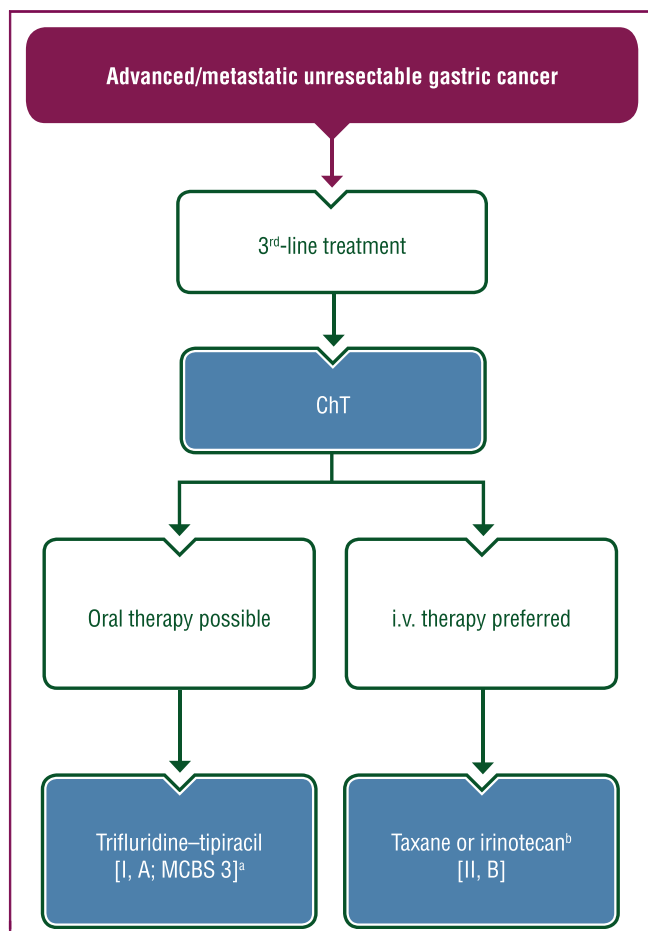 Advanced/metastatic unresectable gastric cancer
3rd-line treatment
ChT
Oral therapy possible
i.v. therapy preferred
Trifluridine–tipiracil
[I, A; MCBS 3]a
Taxane or irinotecanb
[II, B]